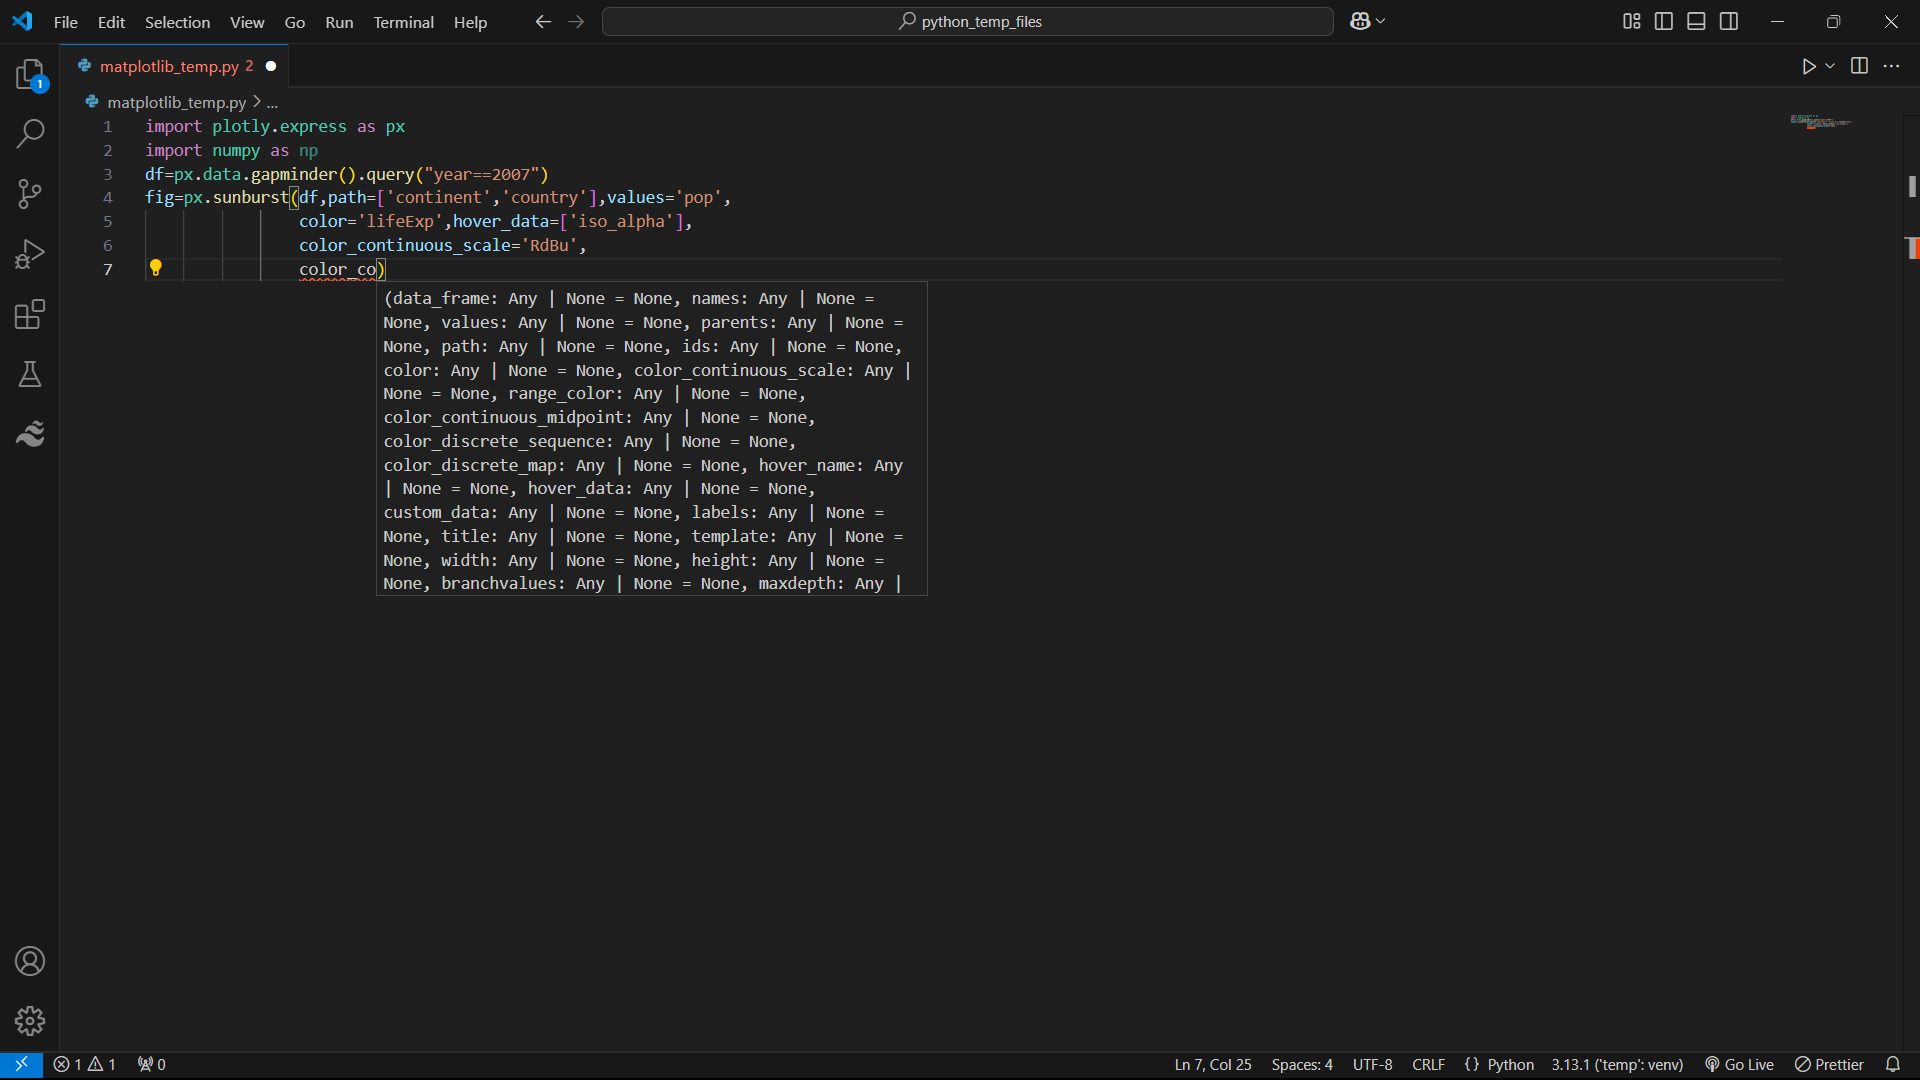 File Edit Selection View Go Run Terminal Help
python_temp_files
matplotlib_temp.py 2
1
matplotlib_temp.py > ...
1 import plotly.express as px
2 import numpy as np
3 df=px.data.gapminder().query("year==2007")
4 fig=px.sunburst(df,path=['continent','country'],values='pop',
5 color='lifeExp',hover_data=['iso_alpha'],
6 color_continuous_scale='RdBu',
7 color_co)
(data_frame: Any | None = None, names: Any | None =
None, values: Any | None = None, parents: Any | None =
None, path: Any | None = None, ids: Any | None = None,
color: Any | None = None, color_continuous_scale: Any |
None = None, range_color: Any | None = None,
color_continuous_midpoint: Any | None = None,
color_discrete_sequence: Any | None = None,
color_discrete_map: Any | None = None, hover_name: Any
| None = None, hover_data: Any | None = None,
custom_data: Any | None = None, labels: Any | None =
None, title: Any | None = None, template: Any | None =
None, width: Any | None = None, height: Any | None =
None, branchvalues: Any | None = None, maxdepth: Any |
1 1 0 Ln 7, Col 25 Spaces: 4 UTF-8 CRLF {} Python 3.13.1 ('temp': venv) Go Live Prettier